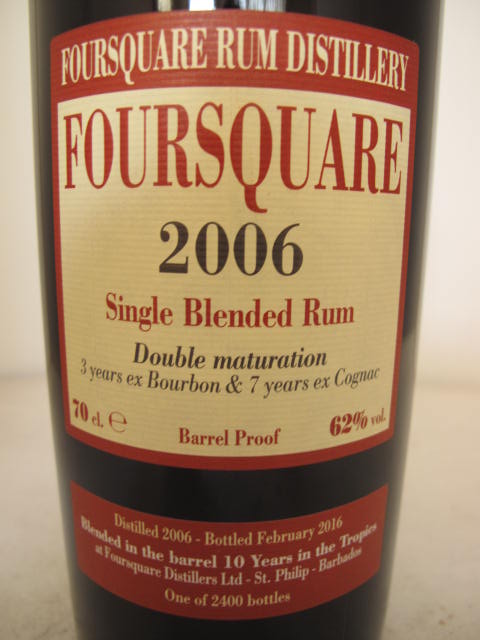 FOURSQUARE RUM DISTILLERY
FOURSQUARE
2006
Single Blended Rum
Double maturation
3 years ex Bourbon & 7 years ex Cognac
70 cl. ℮
Barrel Proof
62% vol.
Distilled 2006 - Bottled February 2016
Blended in the barrel 10 Years in the Tropics
at Foursquare Distillers Ltd - St. Philip - Barbados
One of 2400 bottles